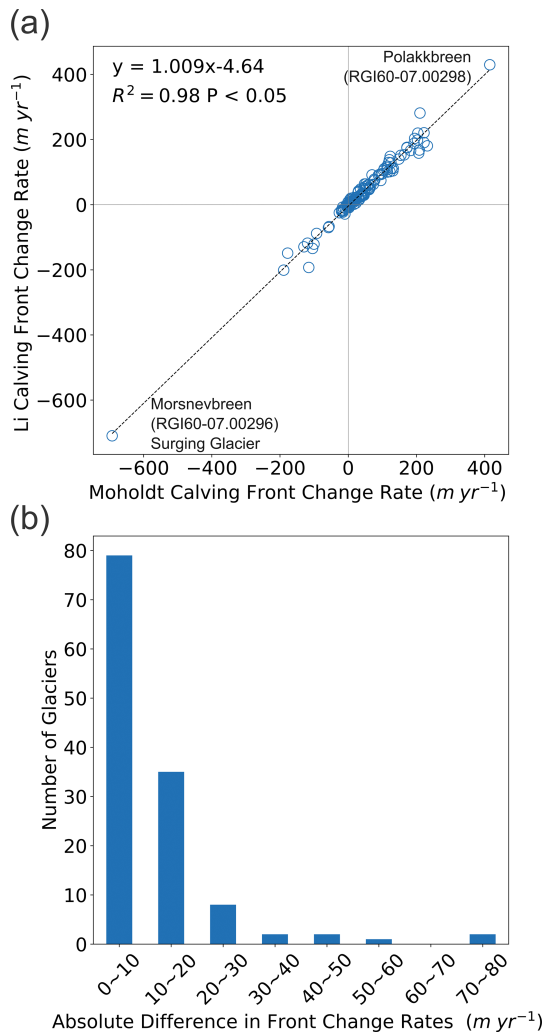 (a)
y = 1.009x-4.64
R² = 0.98 P < 0.05
Polakkbreen
(RGI60-07.00298)
Li Calving Front Change Rate (m yr⁻¹)
400
200
0
−200
−400
−600
Morsnevbreen
(RGI60-07.00296)
Surging Glacier
−600 −400 −200 0 200 400
Moholdt Calving Front Change Rate (m yr⁻¹)
(b)
Number of Glaciers
80
70
60
50
40
30
20
10
0
0~10 10~20 20~30 30~40 40~50 50~60 60~70 70~80
Absolute Difference in Front Change Rates (m yr⁻¹)